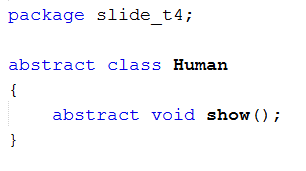 package slide_t4;
abstract class Human
{
abstract void show();
}